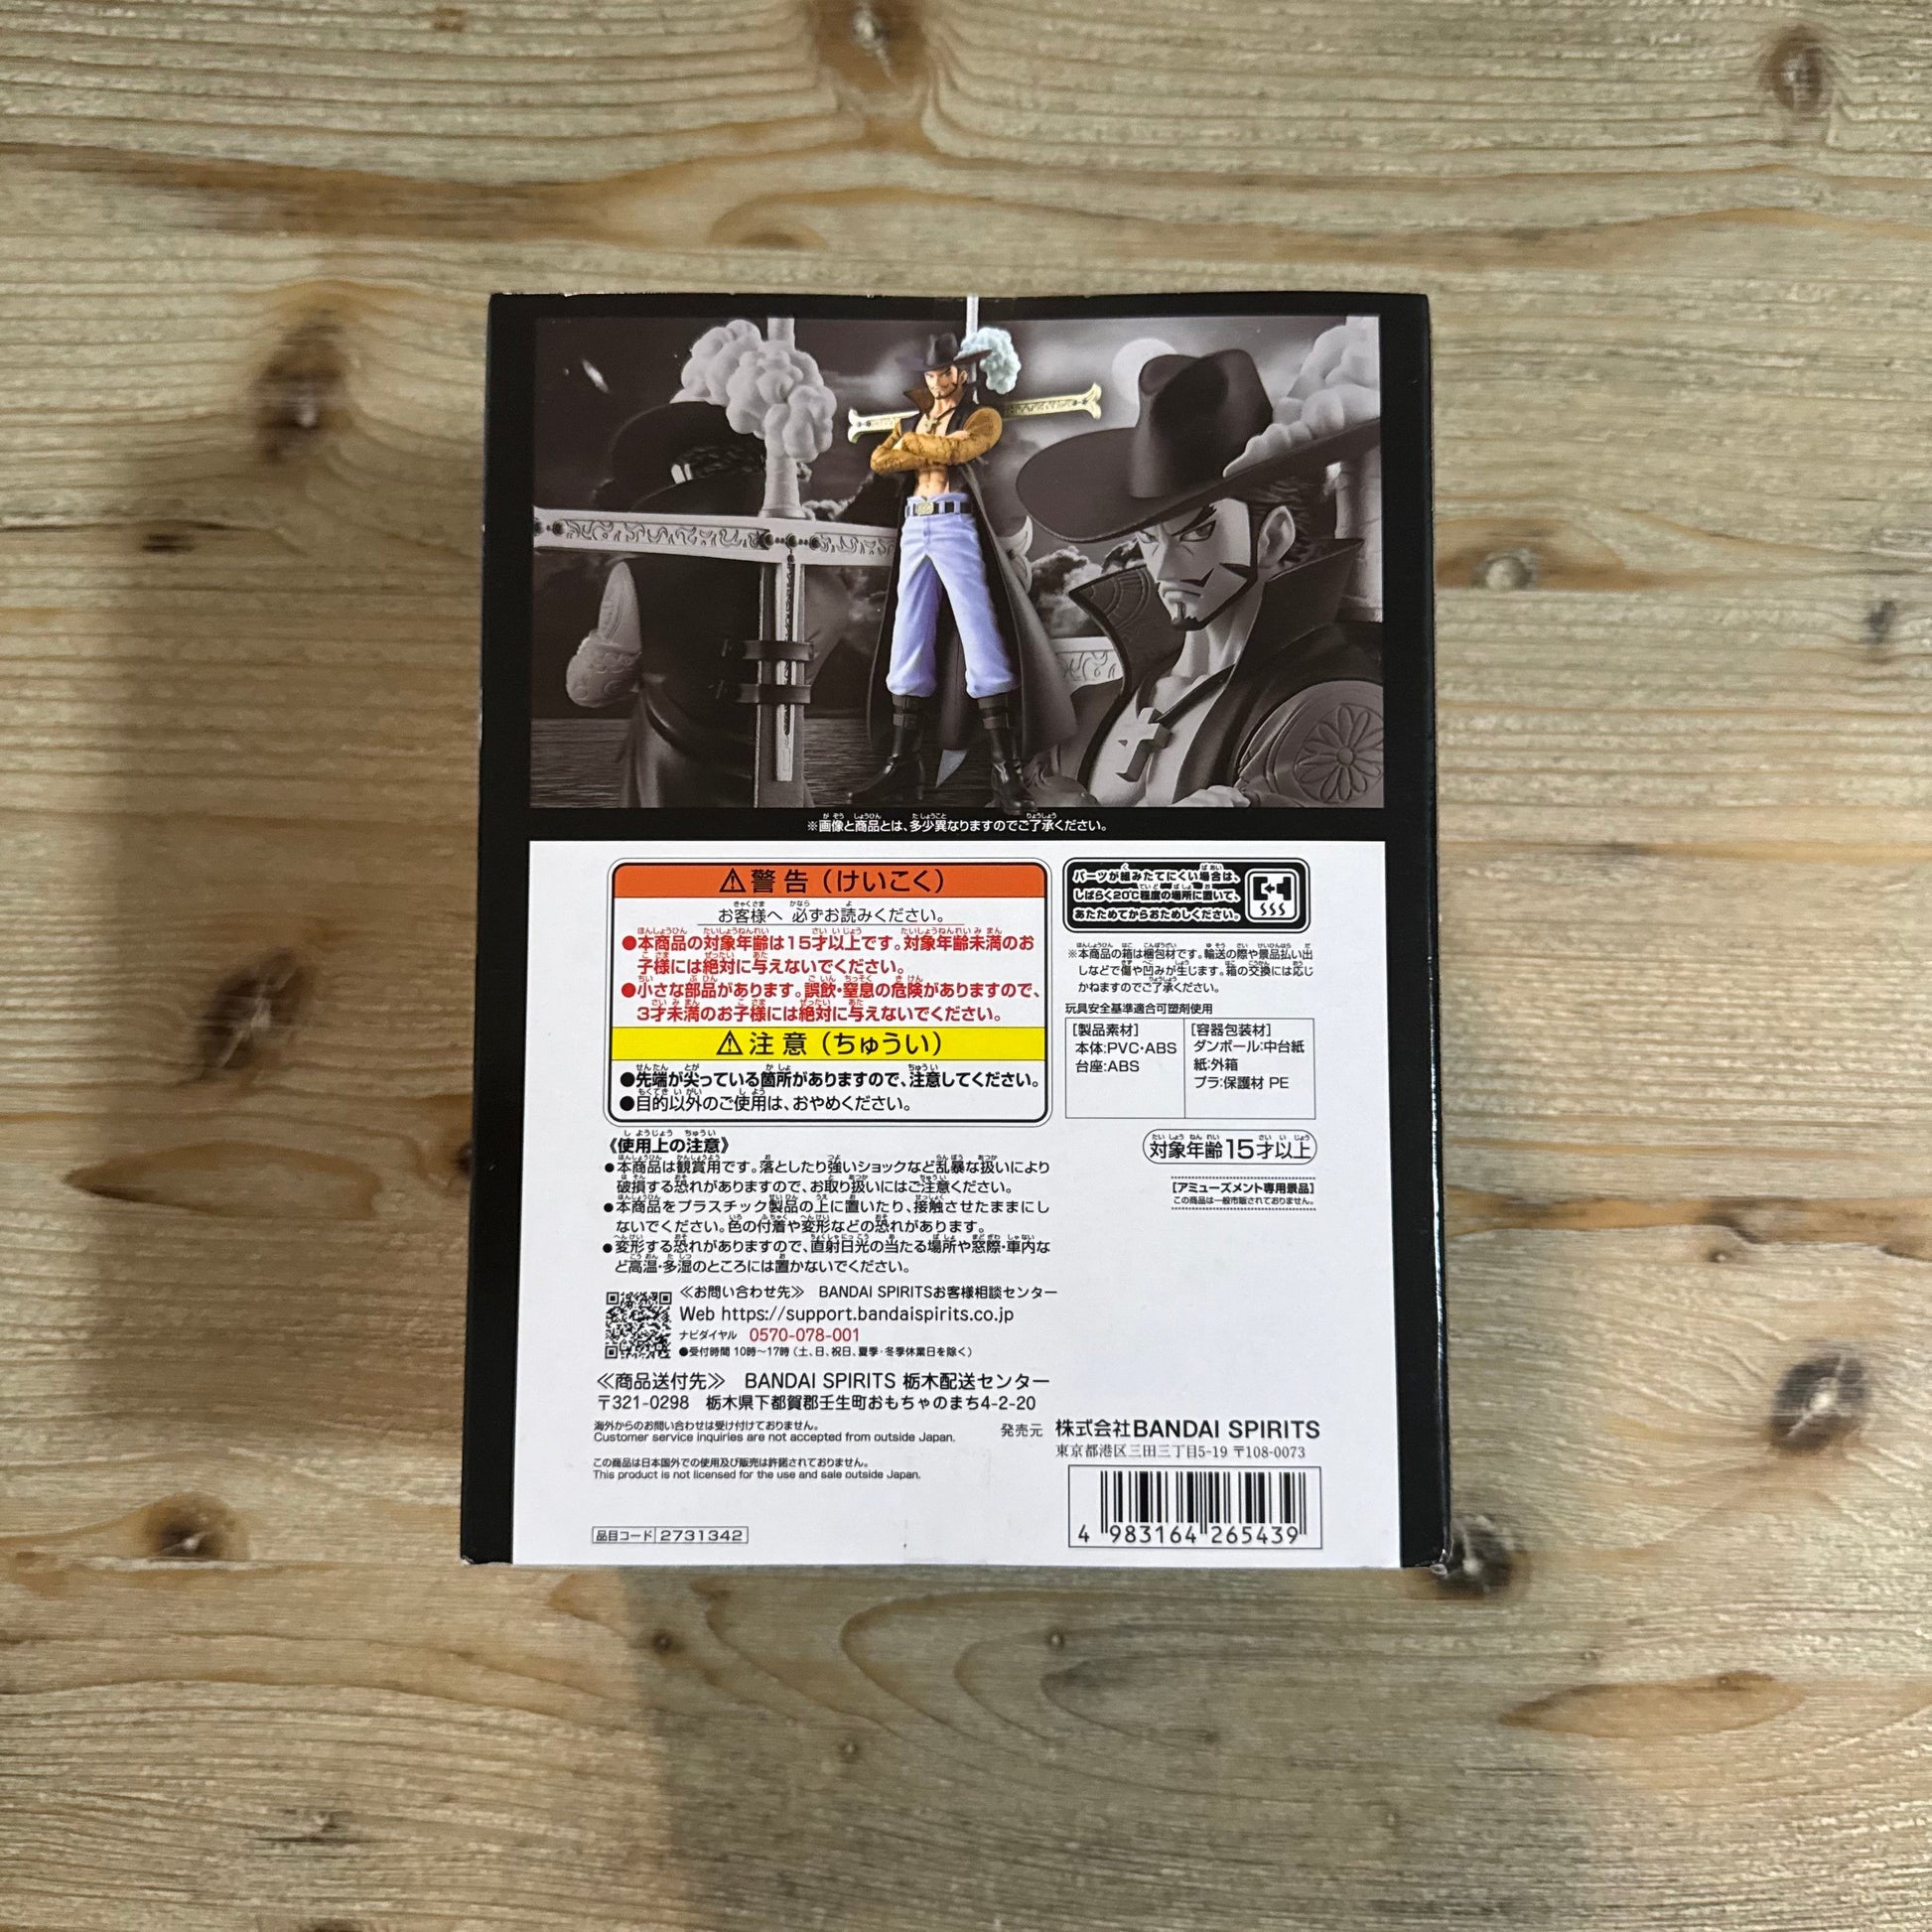 ※画像と商品とは、多少異なりますのでご了承ください。
⚠警告（けいこく）
お客様へ 必ずお読みください。
●本商品の対象年齢は15才以上です。対象年齢未満のお
子様には絶対に与えないでください。
●小さな部品があります。誤飲・窒息の危険がありますので、
3才未満のお子様には絶対に与えないでください。
⚠注意（ちゅうい）
●先端が尖っている箇所がありますので、注意してください。
●目的以外のご使用は、おやめください。
《使用上の注意》
●本商品は観賞用です。落としたり強いショックなど乱暴な扱いにより
破損する恐れがありますので、お取り扱いにはご注意ください。
●本商品をプラスチック製品の上に置いたり、接触させたままにし
ないでください。色の付着や変形などの恐れがあります。
●変形する恐れがありますので、直射日光の当たる場所や窓際・車内な
ど高温・多湿のところには置かないでください。
≪お問い合わせ先≫ BANDAI SPIRITSお客様相談センター
Web https://support.bandaispirits.co.jp
ナビダイヤル 0570-078-001
●受付時間 10時〜17時（土、日、祝日、夏季・冬季休業日を除く）
≪商品送付先≫ BANDAI SPIRITS 栃木配送センター
〒321-0298 栃木県下都賀郡壬生町おもちゃのまち4-2-20
海外からのお問い合わせは受け付けておりません。
Customer service inquiries are not accepted from outside Japan.
この商品は日本国外での使用及び販売は許諾されておりません。
This product is not licensed for the use and sale outside Japan.
品目コード 2731342
パーツが組みたてにくい場合は、
しばらく20℃程度の場所に置いて、
あたためてからおためしください。
※本商品の箱は梱包材です。輸送の際や景品払い出
しなどで傷や凹みが生じます。箱の交換には応じ
かねますのでご了承ください。
玩具安全基準適合可塑剤使用
[製品素材]
本体:PVC・ABS
台座:ABS
[容器包装材]
ダンボール:中台紙
紙:外箱
プラ:保護材 PE
対象年齢15才以上
[アミューズメント専用景品]
この商品は一般市販されておりません。
発売元 株式会社BANDAI SPIRITS
東京都港区三田三丁目5-19 〒108-0073
4 983164 265439